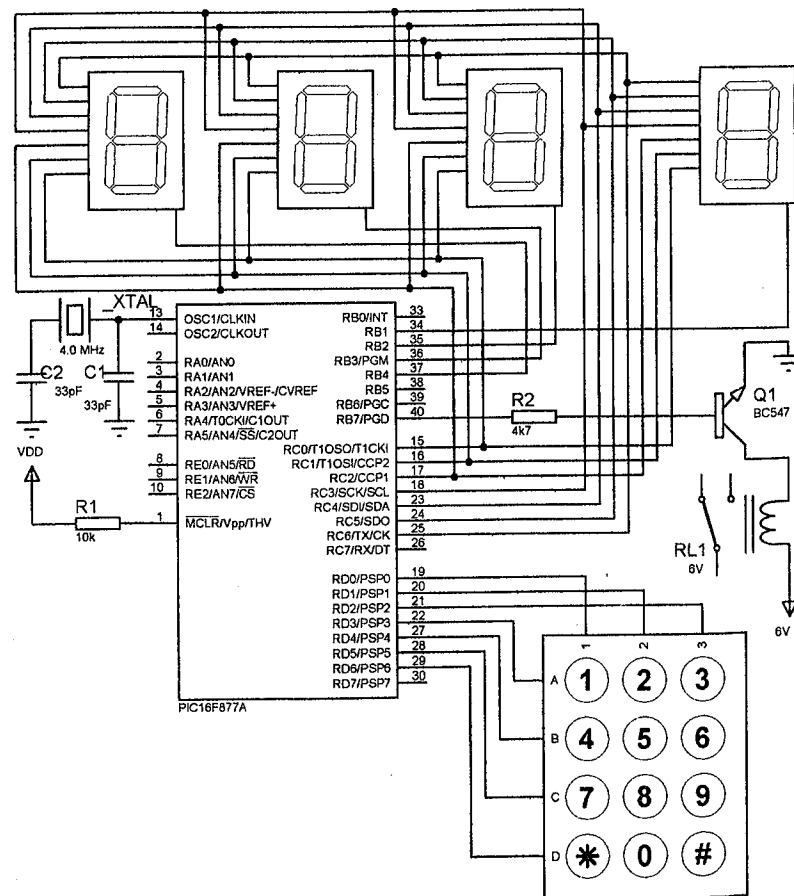 _XTAL
4.0 MHz
C2
33pF
C1
33pF
VDD
R1
10k
13 OSC1/CLKIN
14 OSC2/CLKOUT
2 RA0/AN0
3 RA1/AN1
4 RA2/AN2/VREF-/CVREF
5 RA3/AN3/VREF+
6 RA4/T0CKI/C1OUT
7 RA5/AN4/SS/C2OUT
8 RE0/AN5/RD
9 RE1/AN6/WR
10 RE2/AN7/CS
1 MCLR/Vpp/THV
RB0/INT 33
RB1 34
RB2 35
RB3/PGM 36
RB4 37
RB5 38
RB6/PGC 39
RB7/PGD 40
RC0/T1OSO/T1CKI 15
RC1/T1OSI/CCP2 16
RC2/CCP1 17
RC3/SCK/SCL 18
RC4/SDI/SDA 23
RC5/SDO 24
RC6/TX/CK 25
RC7/RX/DT 26
RD0/PSP0 19
RD1/PSP1 20
RD2/PSP2 21
RD3/PSP3 22
RD4/PSP4 27
RD5/PSP5 28
RD6/PSP6 29
RD7/PSP7 30
PIC16F877A
R2
4k7
Q1
BC547
RL1
6V
6V
1 2 3
A 1 2 3
B 4 5 6
C 7 8 9
D * 0 #